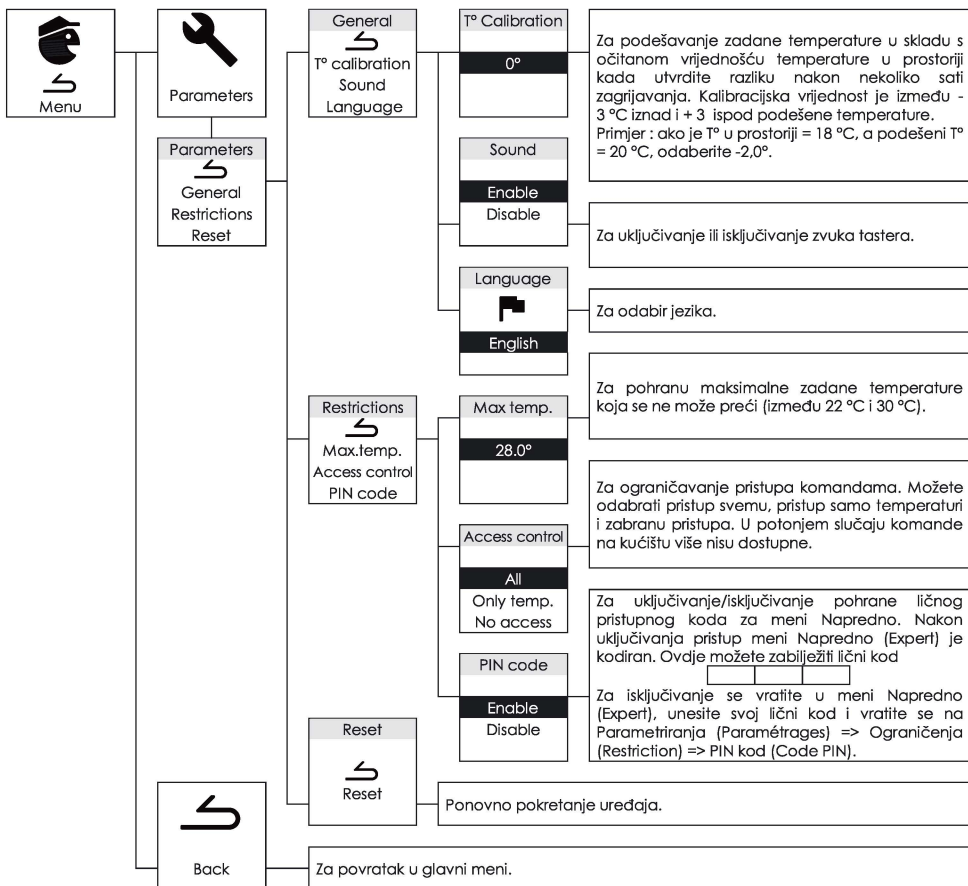 Menu
Parameters
Parameters
General
Restrictions
Reset
General
T° calibration
Sound
Language
T° Calibration
0°
Za podešavanje zadane temperature u skladu s
očitanom vrijednošću temperature u prostoriji
kada utvrdite razliku nakon nekoliko sati
zagrijavanja. Kalibracijska vrijednost je između -
3 °C iznad i + 3 ispod podešene temperature.
Primjer : ako je T° u prostoriji = 18 °C, a podešeni T°
= 20 °C, odaberite -2,0°.
Sound
Enable
Disable
Za uključivanje ili isključivanje zvuka tastera.
Language
English
Za odabir jezika.
Restrictions
Max.temp.
Access control
PIN code
Max temp.
28.0°
Za pohranu maksimalne zadane temperature
koja se ne može preći (između 22 °C i 30 °C).
Access control
All
Only temp.
No access
Za ograničavanje pristupa komandama. Možete
odabrati pristup svemu, pristup samo temperaturi
i zabranu pristupa. U potonjem slučaju komande
na kućištu više nisu dostupne.
PIN code
Enable
Disable
Za uključivanje/isključivanje pohrane ličnog
pristupnog koda za meni Napredno. Nakon
uključivanja pristup meni Napredno (Expert) je
kodiran. Ovdje možete zabilježiti lični kod
Za isključivanje se vratite u meni Napredno
(Expert), unesite svoj lični kod i vratite se na
Parametriranja (Paramétrages) => Ograničenja
(Restriction) => PIN kod (Code PIN).
Reset
Reset
Ponovno pokretanje uređaja.
Back
Za povratak u glavni meni.